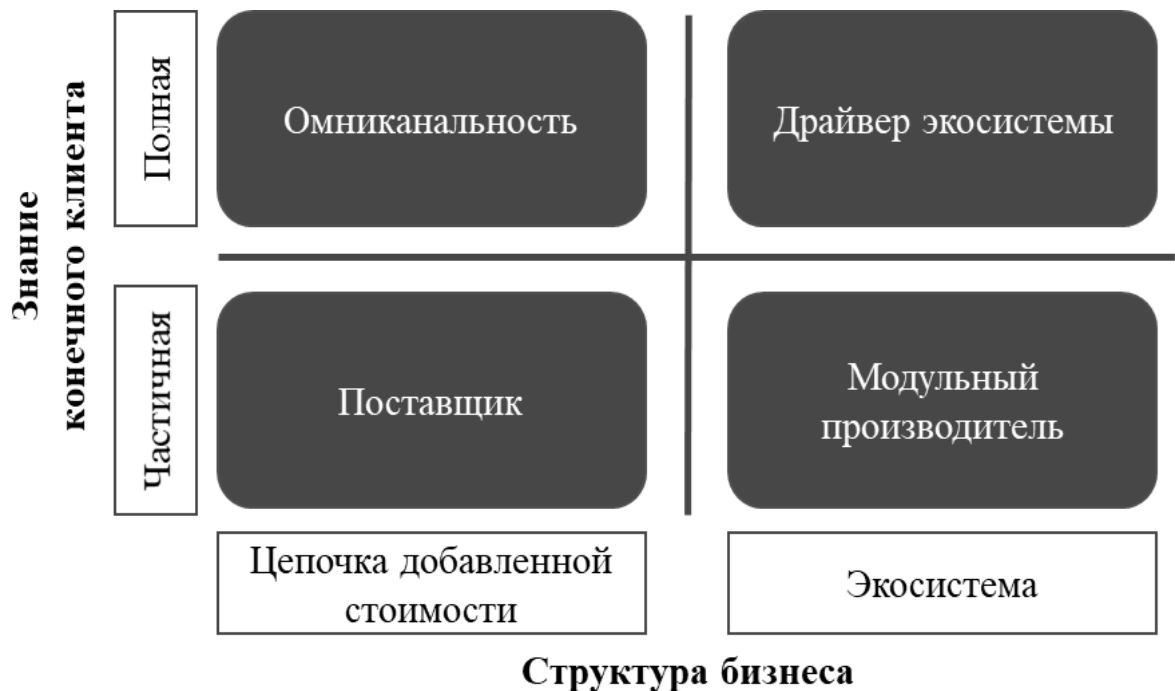 Знание
конечного клиента
Полная
Омниканальность
Драйвер экосистемы
Частичная
Поставщик
Модульный
производитель
Цепочка добавленной
стоимости
Экосистема
Структура бизнеса